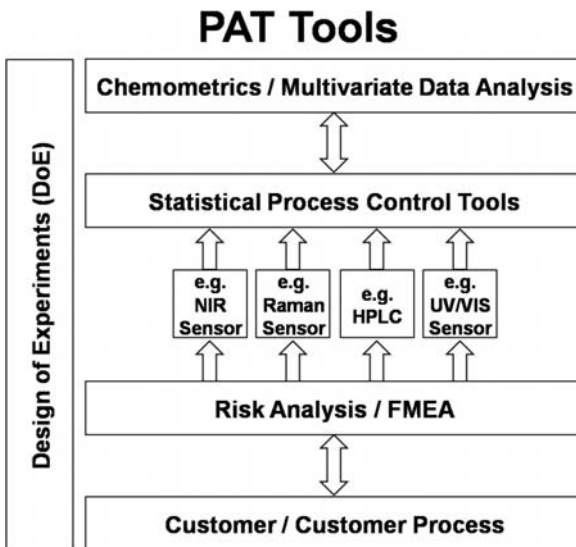 PAT Tools
Design of Experiments (DoE)
Chemometrics / Multivariate Data Analysis
Statistical Process Control Tools
e.g.
NIR
Sensor
e.g.
Raman
Sensor
e.g.
HPLC
e.g.
UV/VIS
Sensor
Risk Analysis / FMEA
Customer / Customer Process